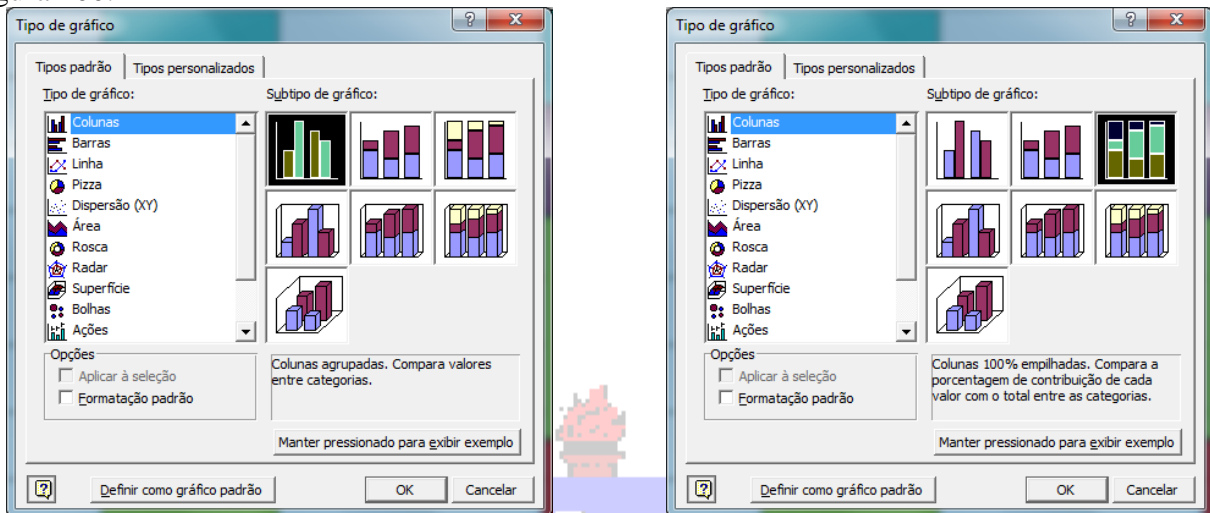 Tipo de gráfico
Tipos padrão
Tipos personalizados
Tipo de gráfico:
Subtipo de gráfico:
Colunas
Barras
Linha
Pizza
Dispersão (XY)
Área
Rosca
Radar
Superfície
Bolhas
Ações
Opções
Aplicar à seleção
Formatação padrão
Colunas agrupadas. Compara valores
entre categorias.
Manter pressionado para exibir exemplo
Definir como gráfico padrão
OK
Cancelar
Tipo de gráfico
Tipos padrão
Tipos personalizados
Tipo de gráfico:
Subtipo de gráfico:
Colunas
Barras
Linha
Pizza
Dispersão (XY)
Área
Rosca
Radar
Superfície
Bolhas
Ações
Opções
Aplicar à seleção
Formatação padrão
Colunas 100% empilhadas. Compara a
porcentagem de contribuição de cada
valor com o total entre as categorias.
Manter pressionado para exibir exemplo
Definir como gráfico padrão
OK
Cancelar